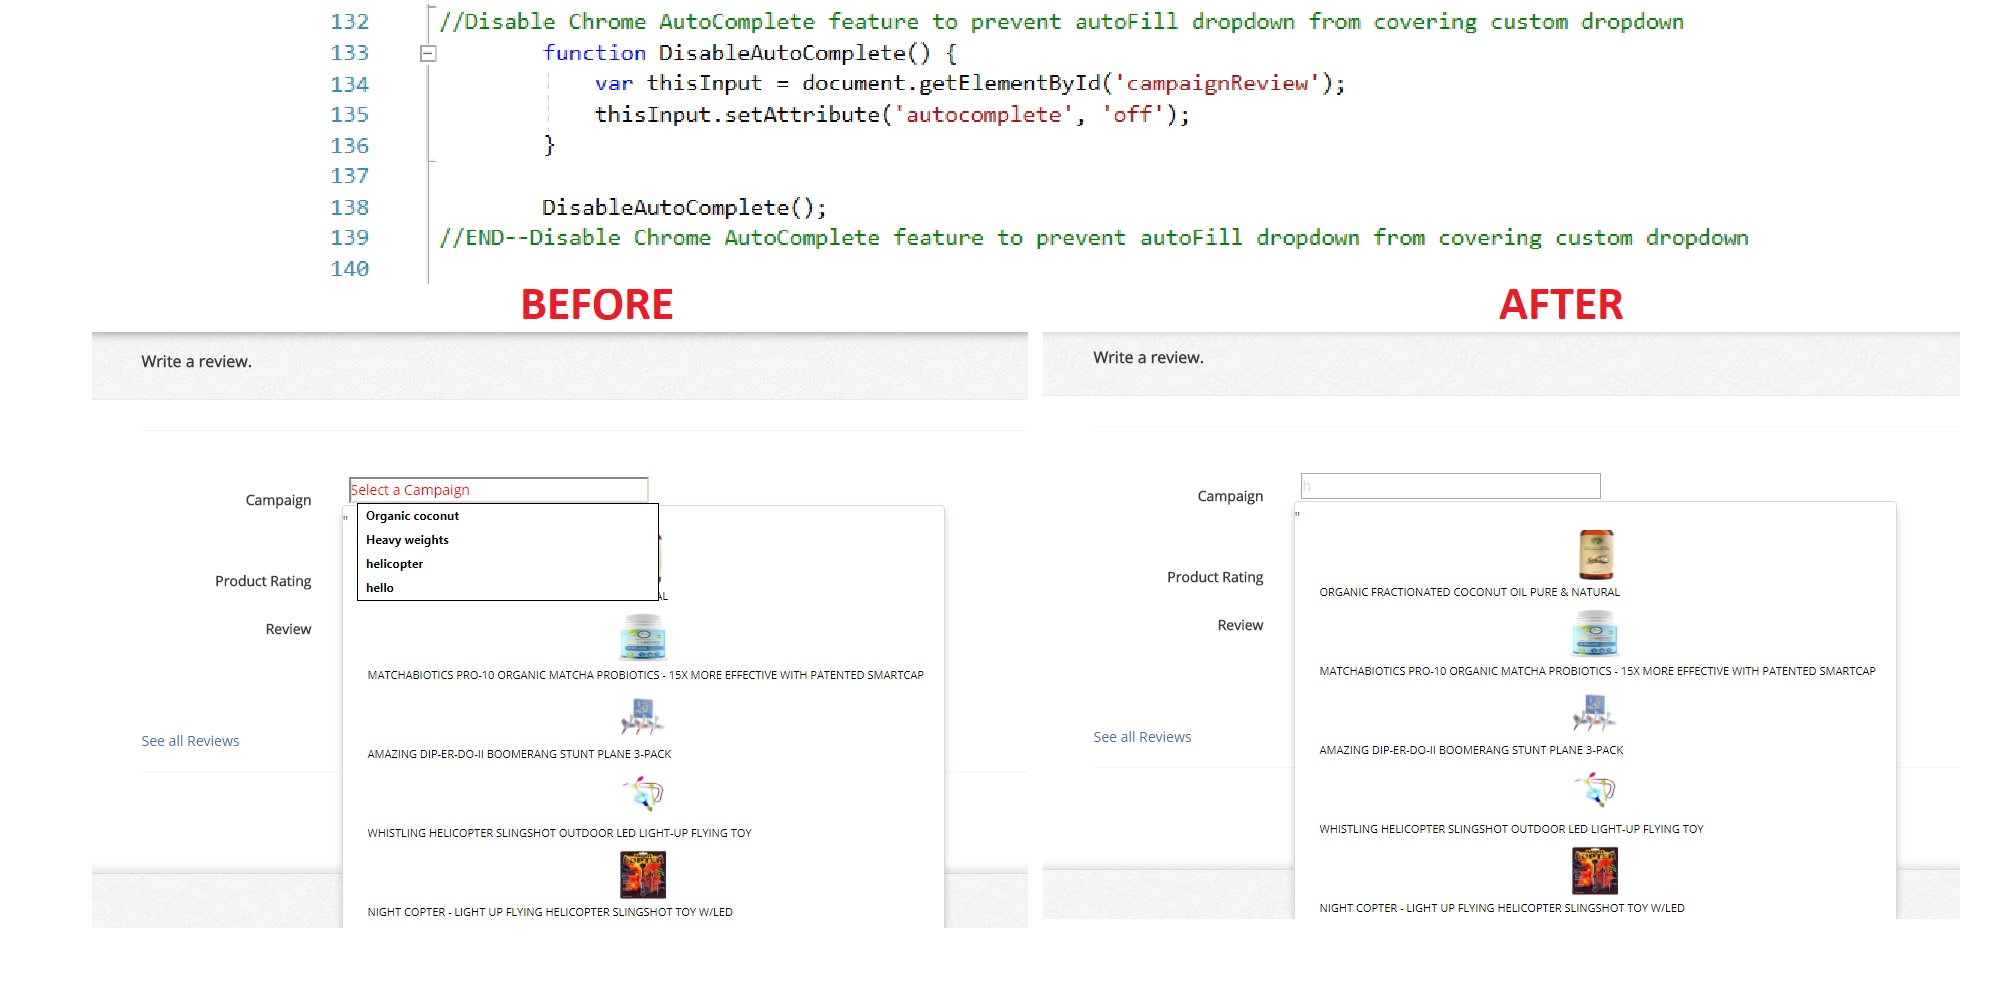 132 //Disable Chrome AutoComplete feature to prevent autoFill dropdown from covering custom dropdown
133 function DisableAutoComplete() {
134 var thisInput = document.getElementById('campaignReview');
135 thisInput.setAttribute('autocomplete', 'off');
136 }
137
138 DisableAutoComplete();
139 //END--Disable Chrome AutoComplete feature to prevent autoFill dropdown from covering custom dropdown
140
BEFORE
Write a review.
Campaign
Select a Campaign
"
Organic coconut
Heavy weights
helicopter
hello
AL
Product Rating
Review
MATCHABIOTICS PRO-10 ORGANIC MATCHA PROBIOTICS - 15X MORE EFFECTIVE WITH PATENTED SMARTCAP
See all Reviews
AMAZING DIP-ER-DO-II BOOMERANG STUNT PLANE 3-PACK
WHISTLING HELICOPTER SLINGSHOT OUTDOOR LED LIGHT-UP FLYING TOY
NIGHT COPTER - LIGHT UP FLYING HELICOPTER SLINGSHOT TOY W/LED
AFTER
Write a review.
Campaign
h
"
Product Rating
ORGANIC FRACTIONATED COCONUT OIL PURE & NATURAL
Review
MATCHABIOTICS PRO-10 ORGANIC MATCHA PROBIOTICS - 15X MORE EFFECTIVE WITH PATENTED SMARTCAP
See all Reviews
AMAZING DIP-ER-DO-II BOOMERANG STUNT PLANE 3-PACK
WHISTLING HELICOPTER SLINGSHOT OUTDOOR LED LIGHT-UP FLYING TOY
NIGHT COPTER - LIGHT UP FLYING HELICOPTER SLINGSHOT TOY W/LED